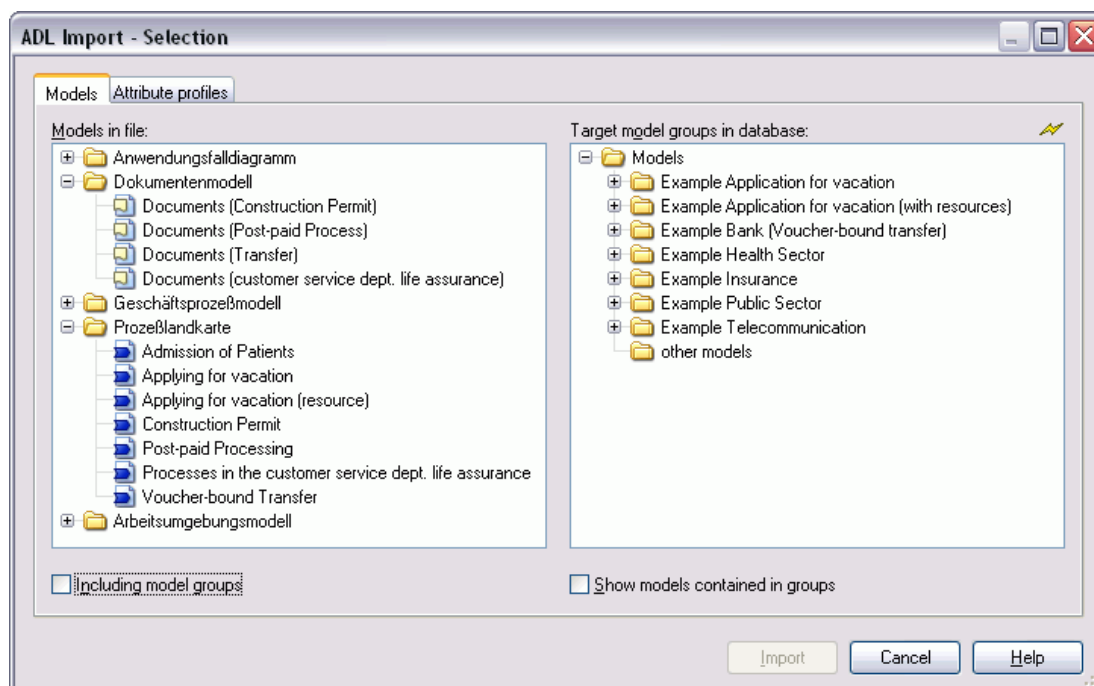 ADL Import - Selection
Models
Attribute profiles
Models in file:
Anwendungsfalldiagramm
Dokumentenmodell
Documents (Construction Permit)
Documents (Post-paid Process)
Documents (Transfer)
Documents (customer service dept. life assurance)
Geschäftsprozeßmodell
Prozeßlandkarte
Admission of Patients
Applying for vacation
Applying for vacation (resource)
Construction Permit
Post-paid Processing
Processes in the customer service dept. life assurance
Voucher-bound Transfer
Arbeitsumgebungsmodell
Including model groups
Target model groups in database:
Models
Example Application for vacation
Example Application for vacation (with resources)
Example Bank (Voucher-bound transfer)
Example Health Sector
Example Insurance
Example Public Sector
Example Telecommunication
other models
Show models contained in groups
Import
Cancel
Help